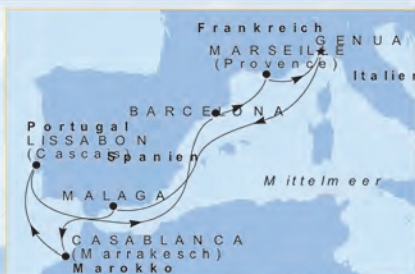 Frankreich
GENUA
MARSEILLE
(Provence)
Italien
BARCELONA
Portugal
LISSABON
(Cascais)
Spanien
MALAGA
Mittelmeer
CASABLANCA
(Marrakesch)
Marokko